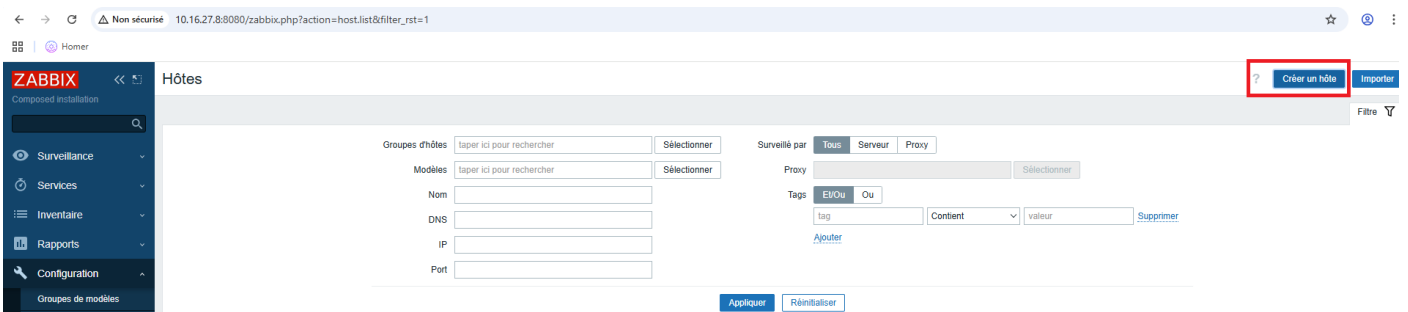 Non sécurisé 10.16.27.8:8080/zabbix.php?action=host.list&filter_rst=1
Homer
ZABBIX
Composed installation
Hôtes
? Créer un hôte Importer
Filtre
Surveillance
Services
Inventaire
Rapports
Configuration
Groupes de modèles
Groupes d'hôtes taper ici pour rechercher Sélectionner
Modèles taper ici pour rechercher Sélectionner
Nom
DNS
IP
Port
Surveillé par Tous Serveur Proxy
Proxy Sélectionner
Tags Et/Ou Ou
tag Contient valeur Supprimer
Ajouter
Appliquer Réinitialiser